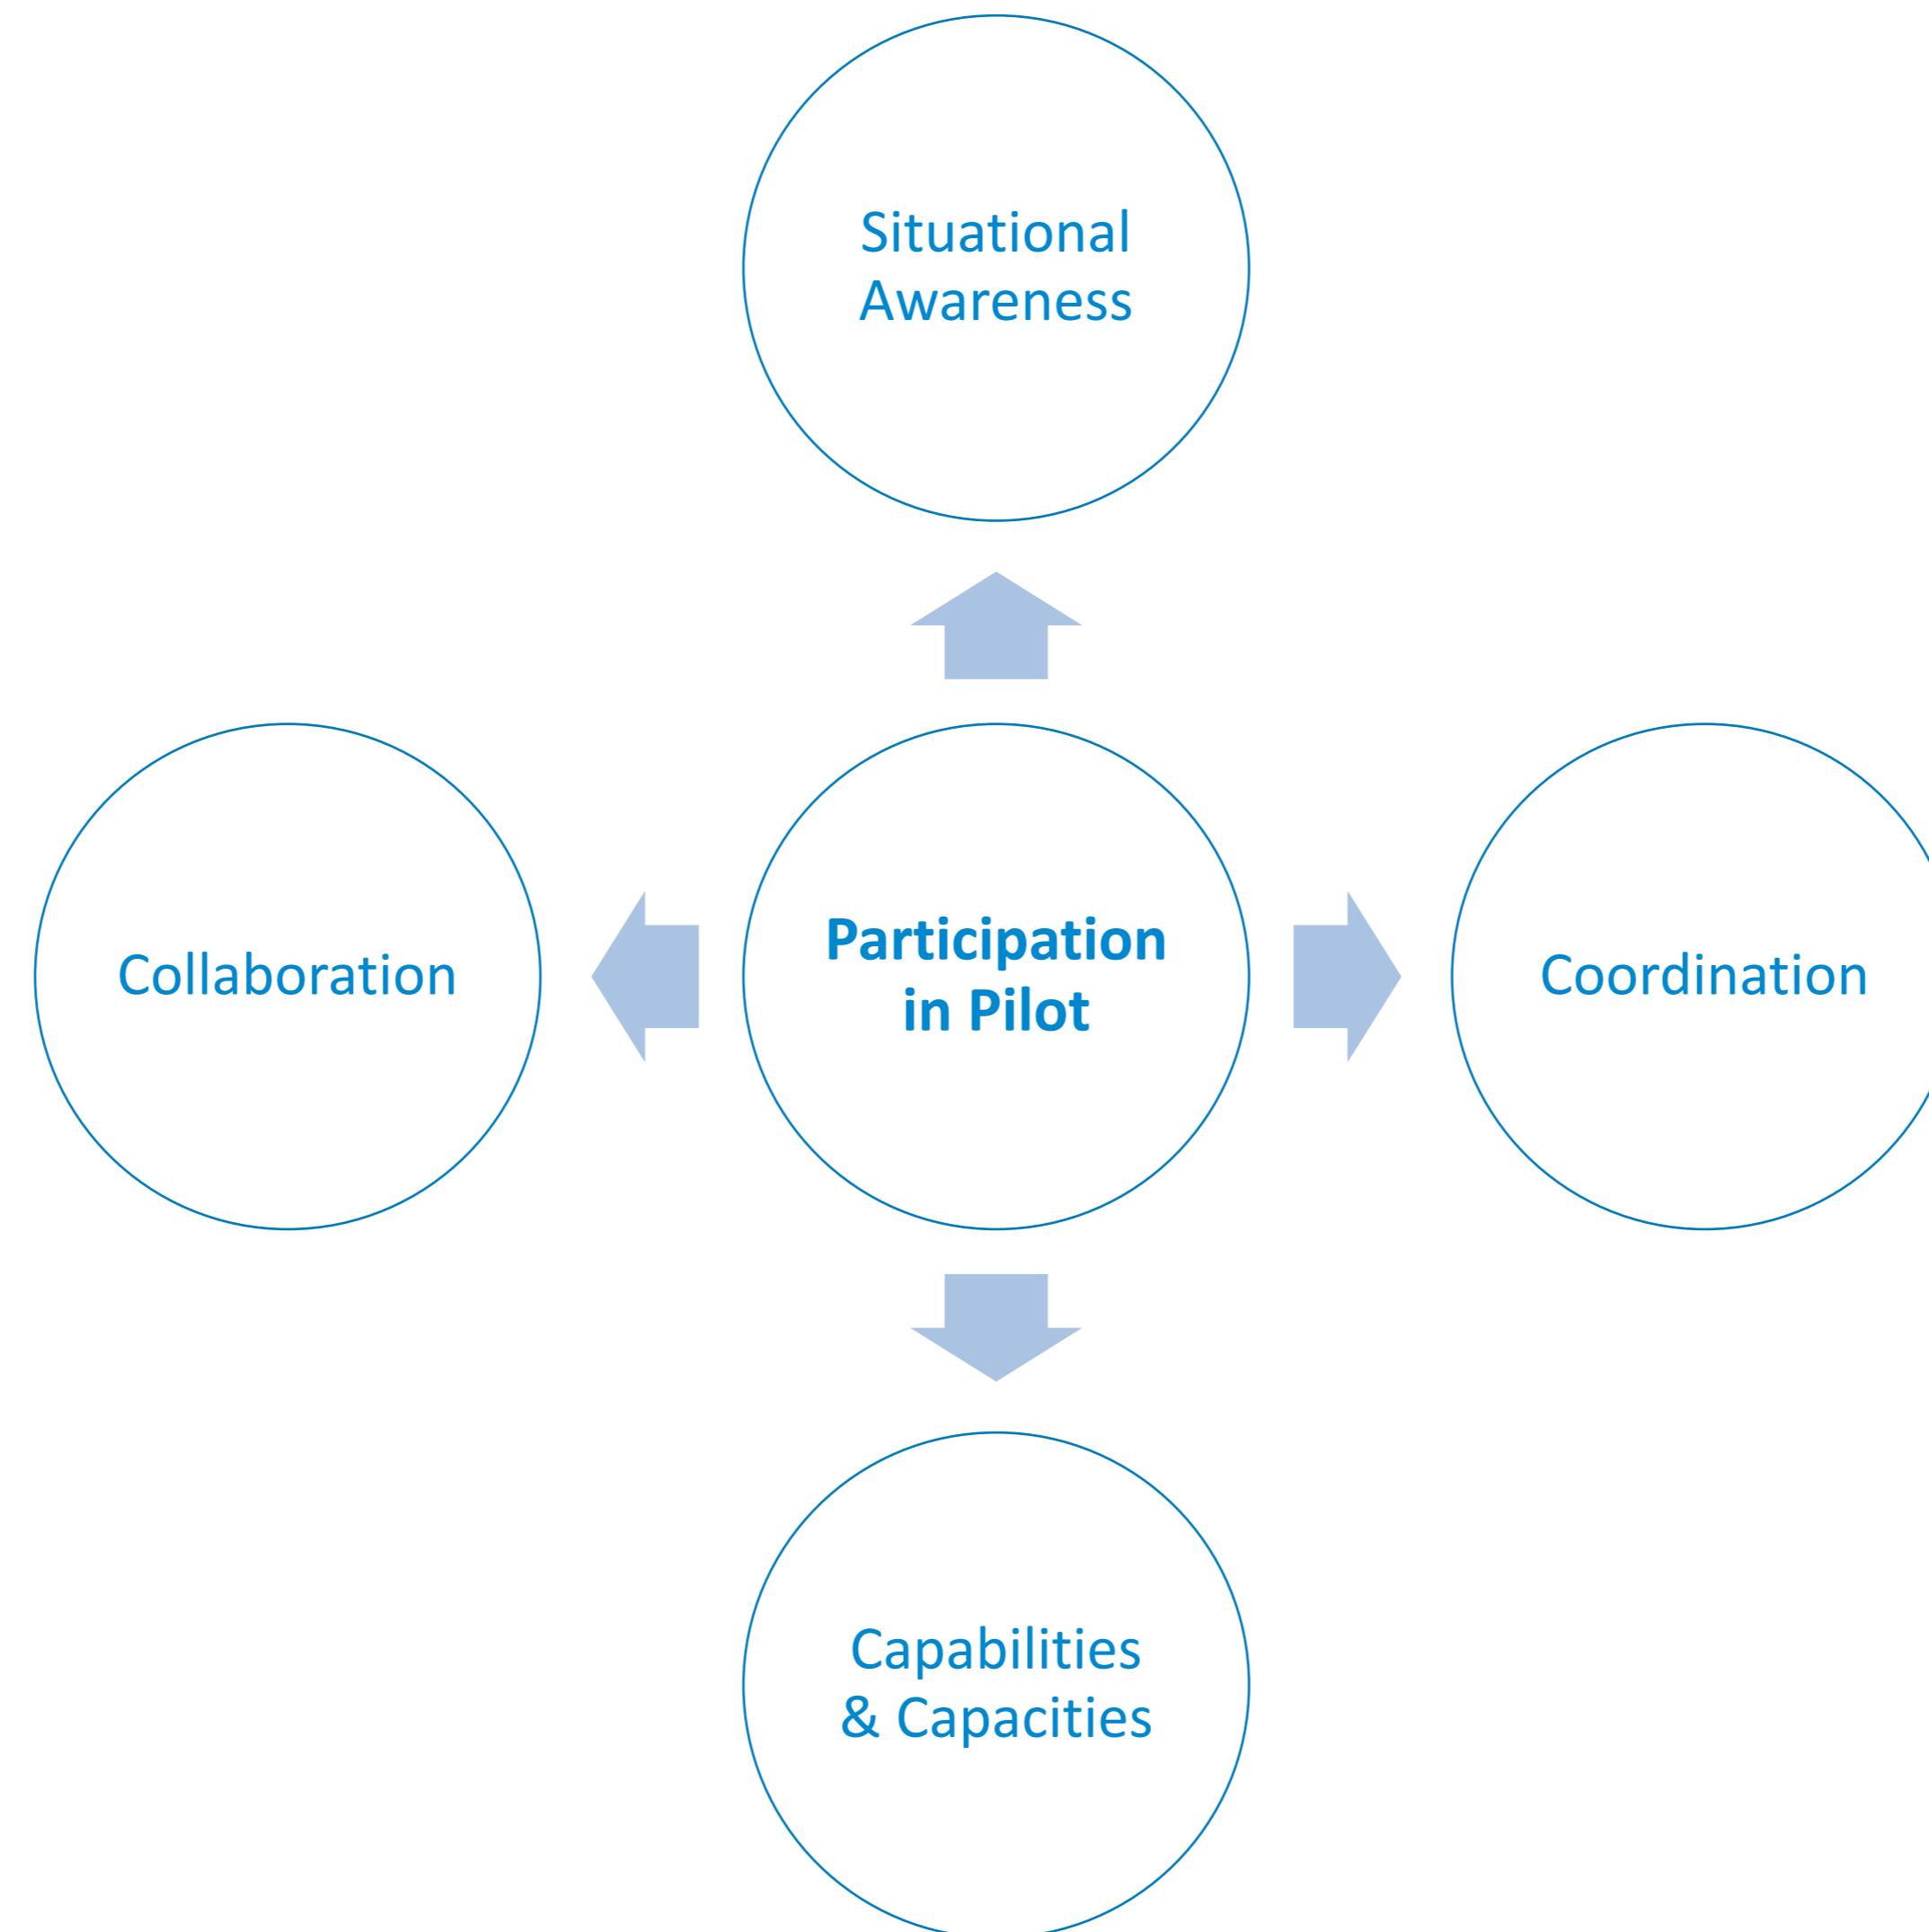 Situational
Awareness
Collaboration
Participation
in Pilot
Coordination
Capabilities
& Capacities